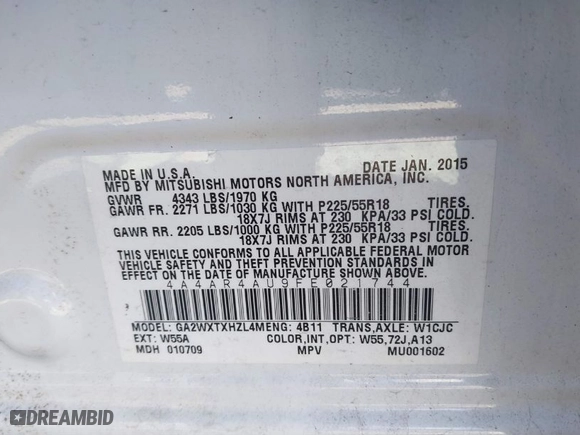 MADE IN U.S.A. DATE JAN. 2015
MFD BY MITSUBISHI MOTORS NORTH AMERICA, INC.
GVWR 4343 LBS/1970 KG
GAWR FR. 2271 LBS/1030 KG WITH P225/55R18 TIRES,
18X7J RIMS AT 230 KPA/33 PSI COLD.
GAWR RR. 2205 LBS/1000 KG WITH P225/55R18 TIRES,
18X7J RIMS AT 230 KPA/33 PSI COLD.
THIS VEHICLE CONFORMS TO ALL APPLICABLE FEDERAL MOTOR
VEHICLE SAFETY AND THEFT PREVENTION STANDARDS IN
EFFECT ON THE DATE OF MANUFACTURE SHOWN ABOVE.
4A4AR4AU9FE021744
MODEL: GA2WXTXHZL4M ENG: 4B11 TRANS,AXLE: W1CJC
EXT: W55A COLOR,INT,OPT: W55,72J,A13
MDH 010709 MPV MU001602
DREAMBID